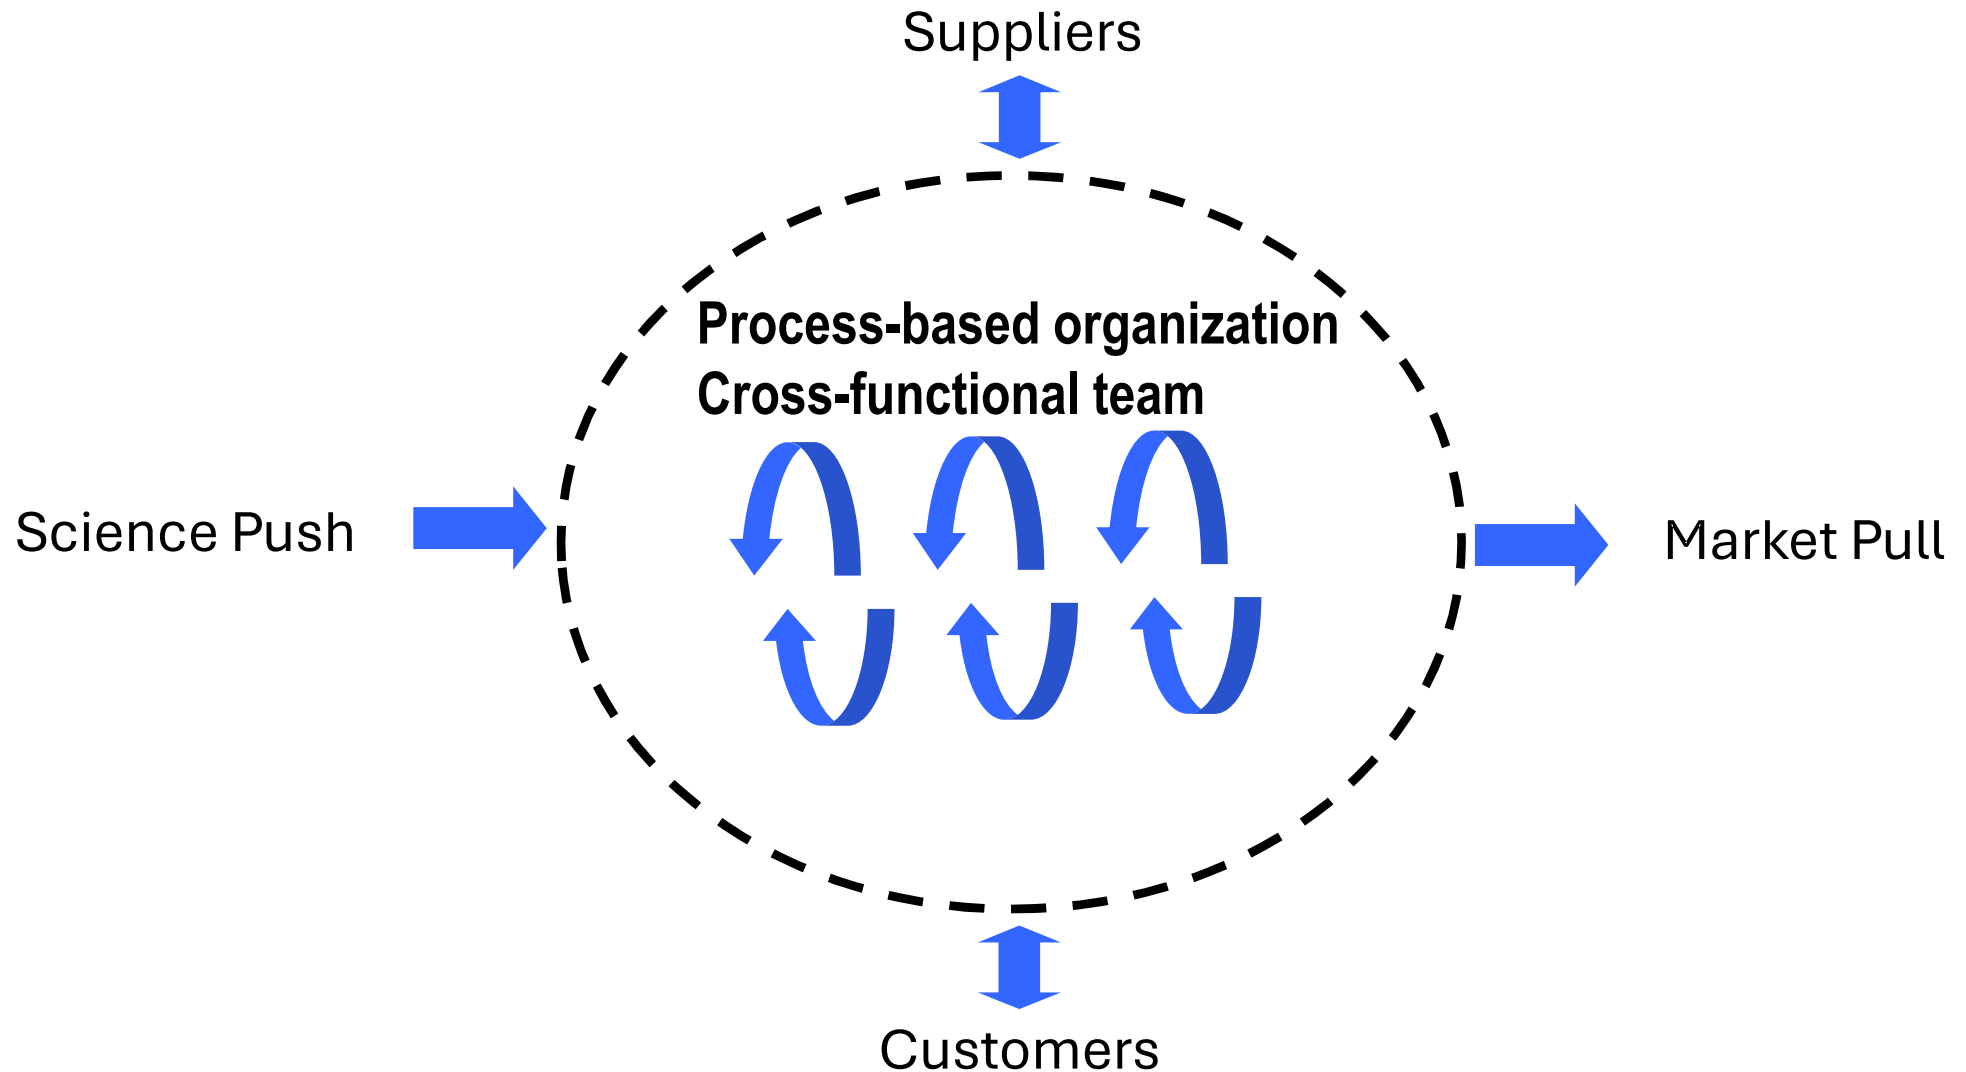 Suppliers
Process-based organization
Cross-functional team
Science Push
Market Pull
Customers